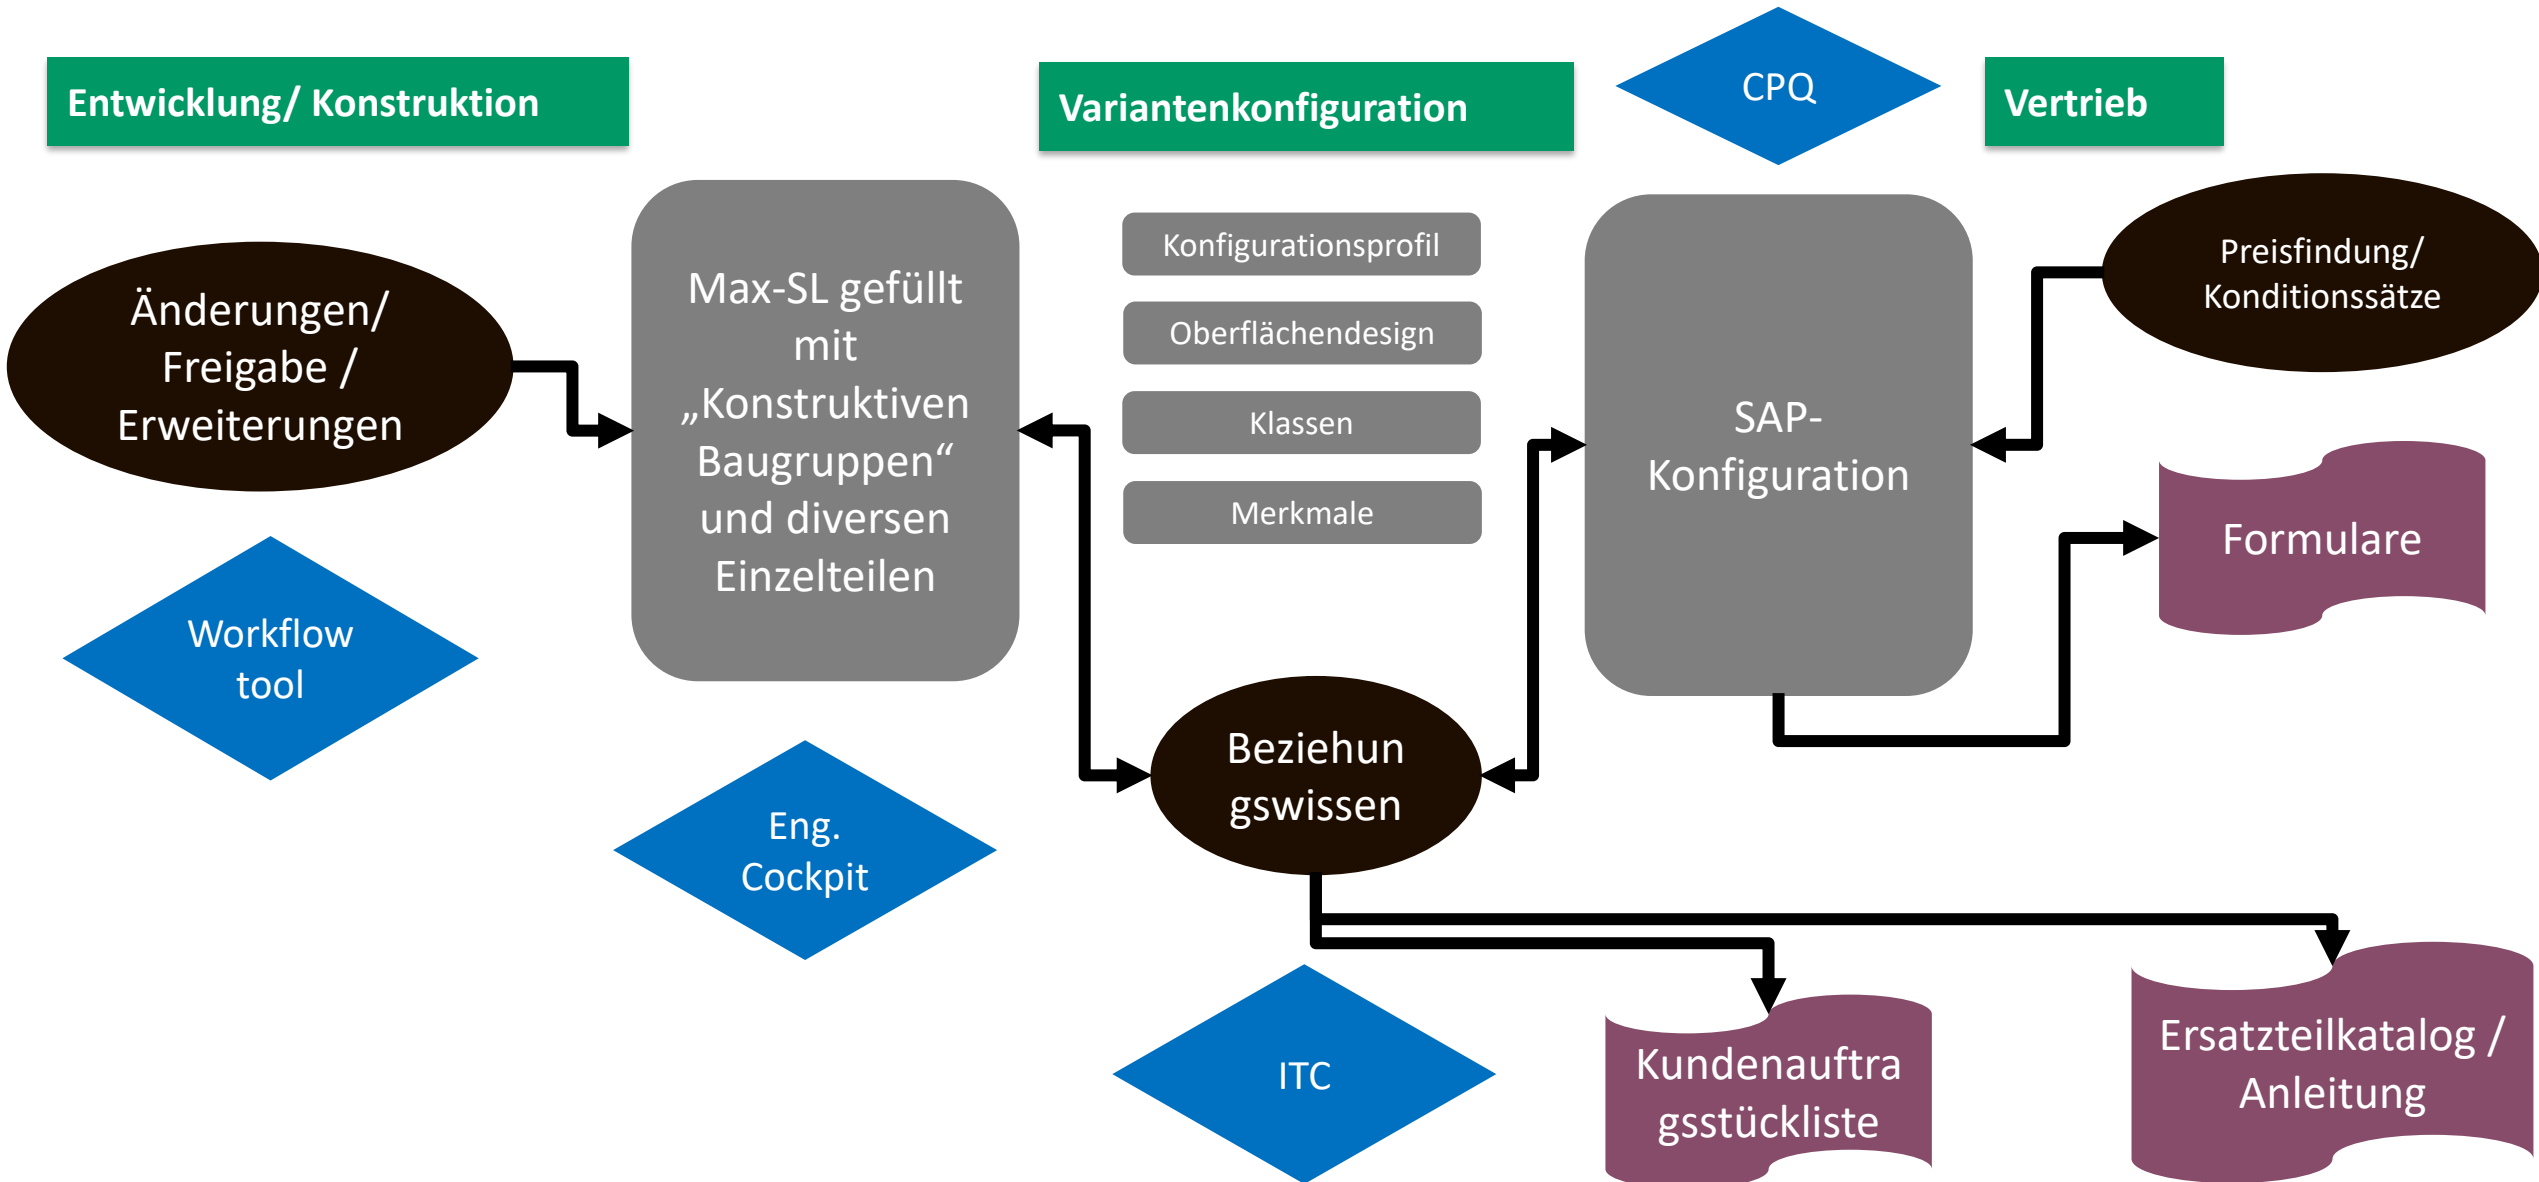 Entwicklung/ Konstruktion
Variantenkonfiguration
CPQ
Vertrieb
Änderungen/
Freigabe /
Erweiterungen
Max-SL gefüllt
mit
„Konstruktiven
Baugruppen“
und diversen
Einzelteilen
Konfigurationsprofil
Oberflächendesign
Klassen
Merkmale
SAP-
Konfiguration
Preisfindung/
Konditionssätze
Formulare
Workflow
tool
Eng.
Cockpit
Beziehun
gswissen
ITC
Kundenauftra
gsstückliste
Ersatzteilkatalog /
Anleitung